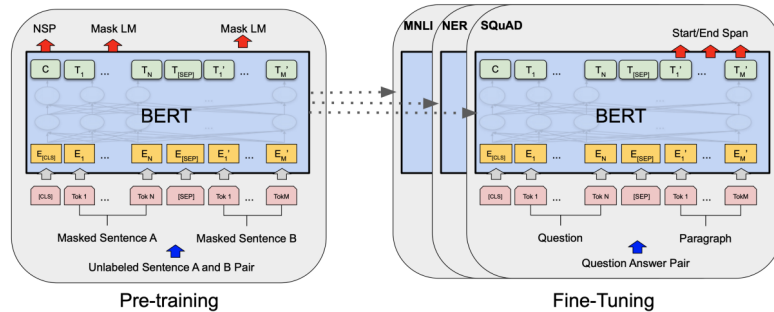 NSP Mask LM Mask LM
C T1 ... TN T[SEP] T1' ... TM'
BERT
E[CLS] E1 ... EN E[SEP] E1' ... EM'
[CLS] Tok 1 ... Tok N [SEP] Tok 1 ... TokM
Masked Sentence A Masked Sentence B
Unlabeled Sentence A and B Pair
Pre-training
MNLI NER SQuAD
Start/End Span
C T1 ... TN T[SEP] T1' ... TM'
BERT
E[CLS] E1 ... EN E[SEP] E1' ... EM'
[CLS] Tok 1 ... Tok N [SEP] Tok 1 ... TokM
Question Paragraph
Question Answer Pair
Fine-Tuning